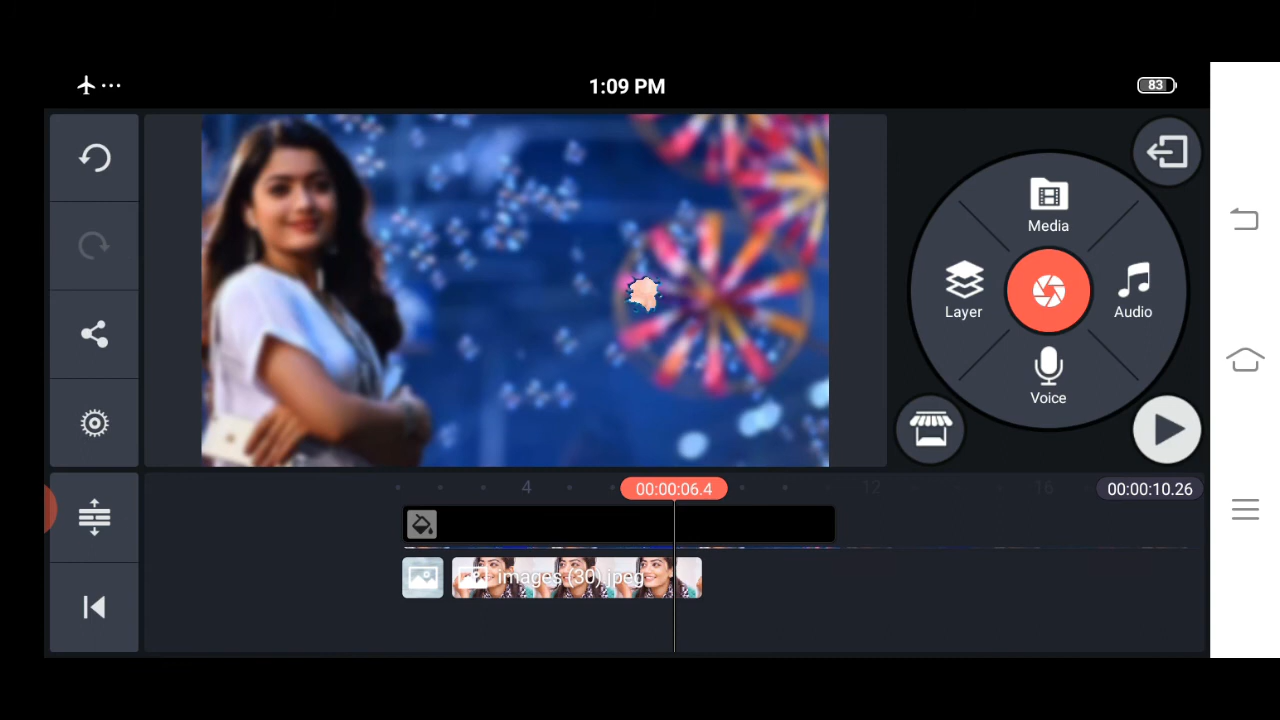 1:09 PM
83
Media
Layer
Audio
Voice
4
00:00:06.4
12
16
00:00:10.26
images (30).jpeg